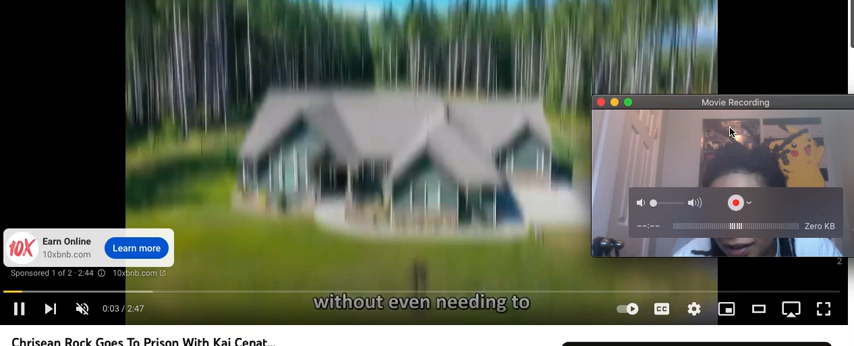 Movie Recording
--:--
Zero KB
10X
Earn Online
10xbnb.com
Learn more
Sponsored 1 of 2 · 2:44
10xbnb.com
2
without even needing to
0:03 / 2:47
CC
Chrisean Rock Goes To Prison With Kai Cenat...